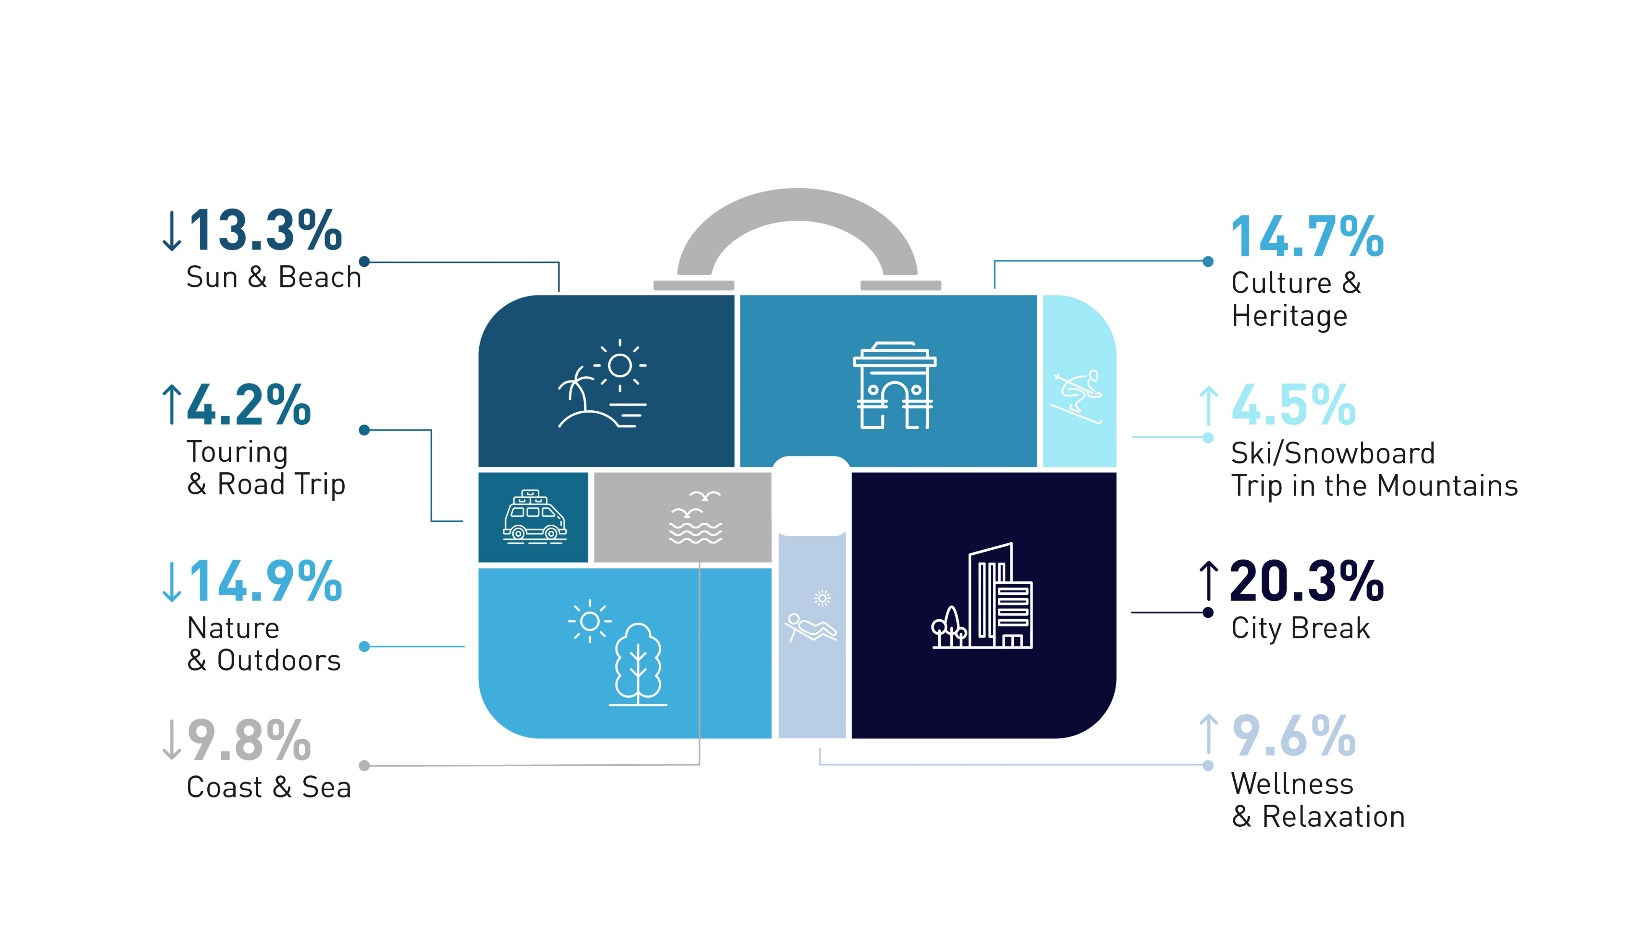 ↓13.3%
Sun & Beach
↑4.2%
Touring
& Road Trip
↓14.9%
Nature
& Outdoors
↓9.8%
Coast & Sea
14.7%
Culture &
Heritage
↑4.5%
Ski/Snowboard
Trip in the Mountains
↑20.3%
City Break
↑9.6%
Wellness
& Relaxation